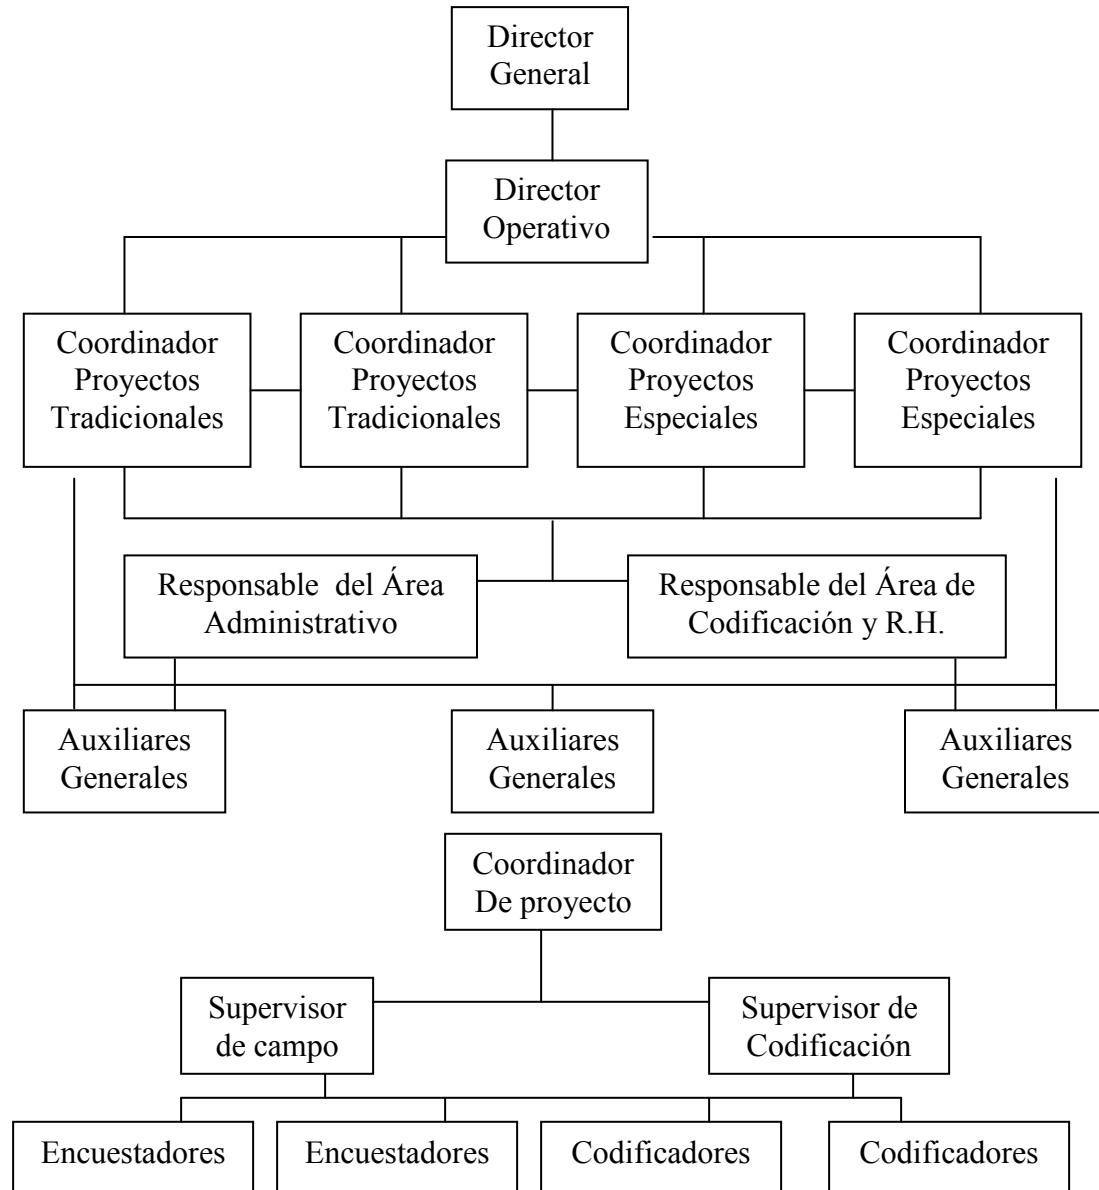 Director
General
Director
Operativo
Coordinador
Proyectos
Tradicionales
Coordinador
Proyectos
Tradicionales
Coordinador
Proyectos
Especiales
Coordinador
Proyectos
Especiales
Responsable del Área
Administrativo
Responsable del Área de
Codificación y R.H.
Auxiliares
Generales
Auxiliares
Generales
Auxiliares
Generales
Coordinador
De proyecto
Supervisor
de campo
Supervisor de
Codificación
Encuestadores
Encuestadores
Codificadores
Codificadores